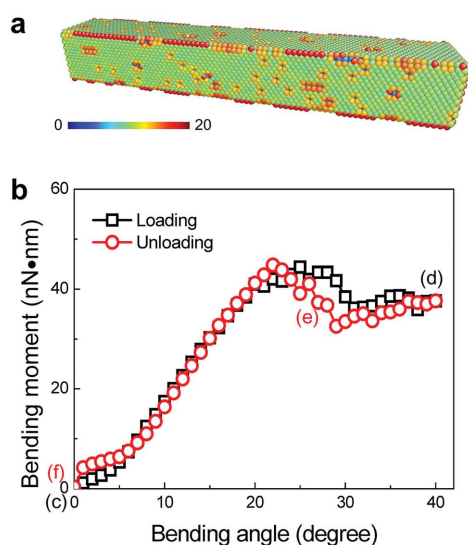 a
0 20
b
60
Loading
Unloading
(d)
40
(e)
20
(f)
0
(c)
0 10 20 30 40
Bending moment (nN•nm)
Bending angle (degree)